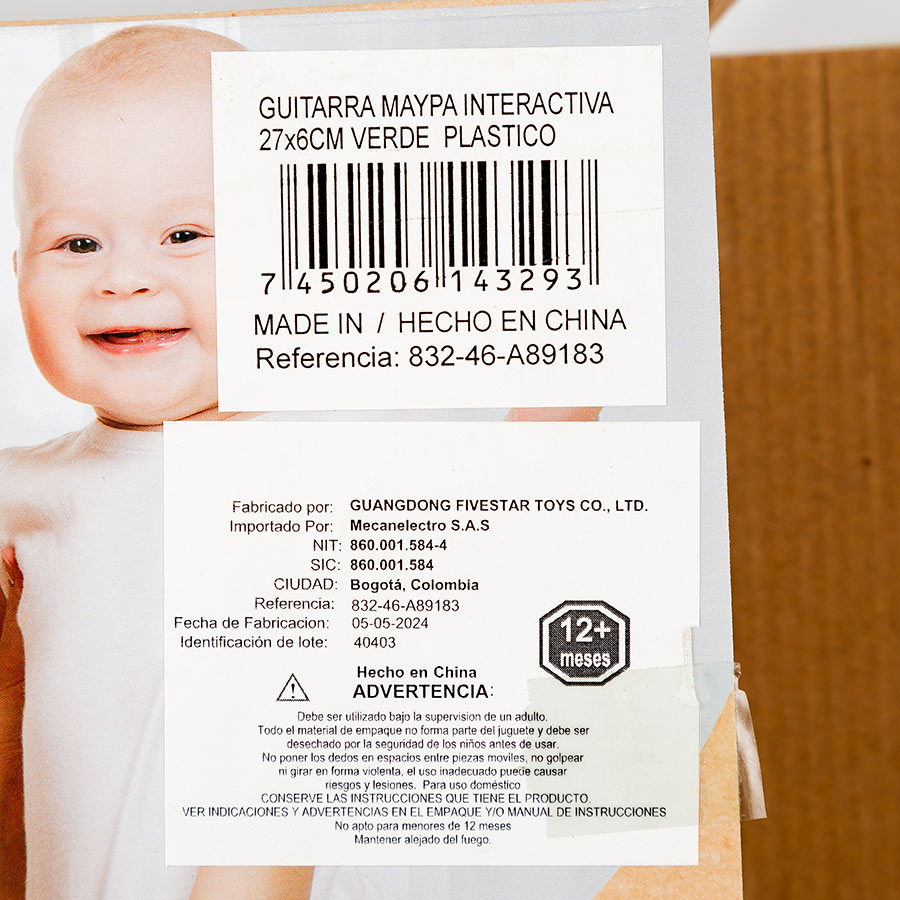 GUITARRA MAYPA INTERACTIVA
27x6CM VERDE PLASTICO
7 450206 143293
MADE IN / HECHO EN CHINA
Referencia: 832-46-A89183
Fabricado por: GUANGDONG FIVESTAR TOYS CO., LTD.
Importado Por: Mecanelectro S.A.S
NIT: 860.001.584-4
SIC: 860.001.584
CIUDAD: Bogotá, Colombia
Referencia: 832-46-A89183
Fecha de Fabricacion: 05-05-2024
Identificación de lote: 40403
12+
meses
Hecho en China
ADVERTENCIA:
Debe ser utilizado bajo la supervision de un adulto.
Todo el material de empaque no forma parte del juguete y debe ser
desechado por la seguridad de los niños antes de usar.
No poner los dedos en espacios entre piezas moviles, no golpear
ni girar en forma violenta, el uso inadecuado puede causar
riesgos y lesiones. Para uso doméstico
CONSERVE LAS INSTRUCCIONES QUE TIENE EL PRODUCTO.
VER INDICACIONES Y ADVERTENCIAS EN EL EMPAQUE Y/O MANUAL DE INSTRUCCIONES
No apto para menores de 12 meses
Mantener alejado del fuego.